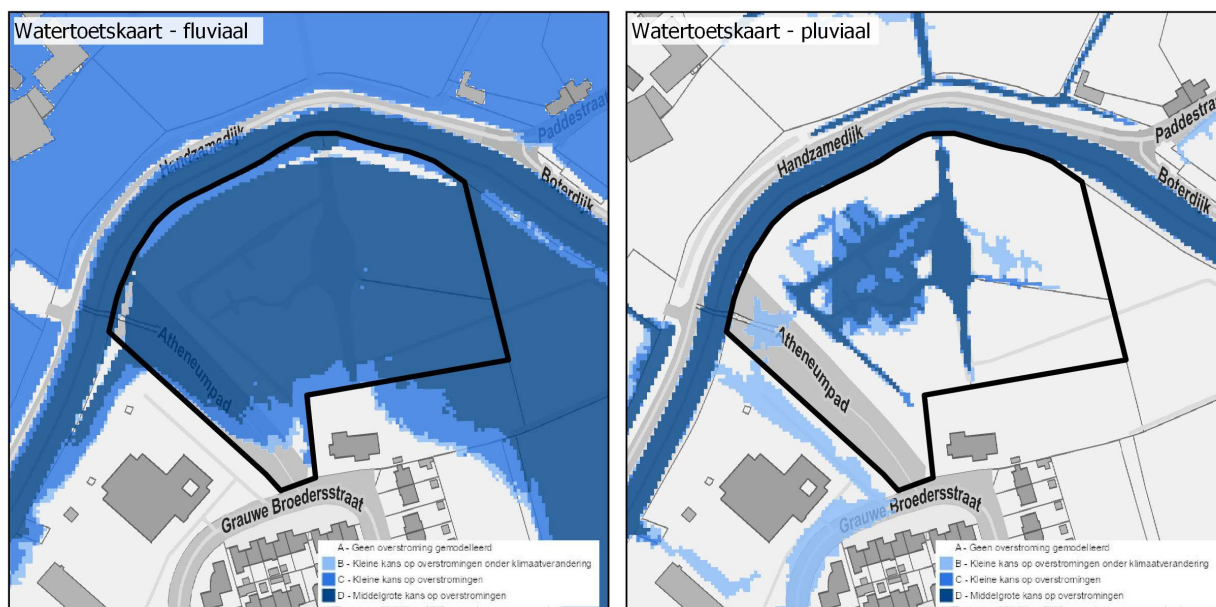 Watertoetskaart - fluviaal
Handzamedijk
Paddestraat
Boterdijk
Atheneumpad
Grauwe Broedersstraat
A - Geen overstroming gemodelleerd
B - Kleine kans op overstromingen onder klimaatverandering
C - Kleine kans op overstromingen
D - Middelgrote kans op overstromingen
Watertoetskaart - pluviaal
Handzamedijk
Paddestraat
Boterdijk
Atheneumpad
Grauwe Broedersstraat
A - Geen overstroming gemodelleerd
B - Kleine kans op overstromingen onder klimaatverandering
C - Kleine kans op overstromingen
D - Middelgrote kans op overstromingen